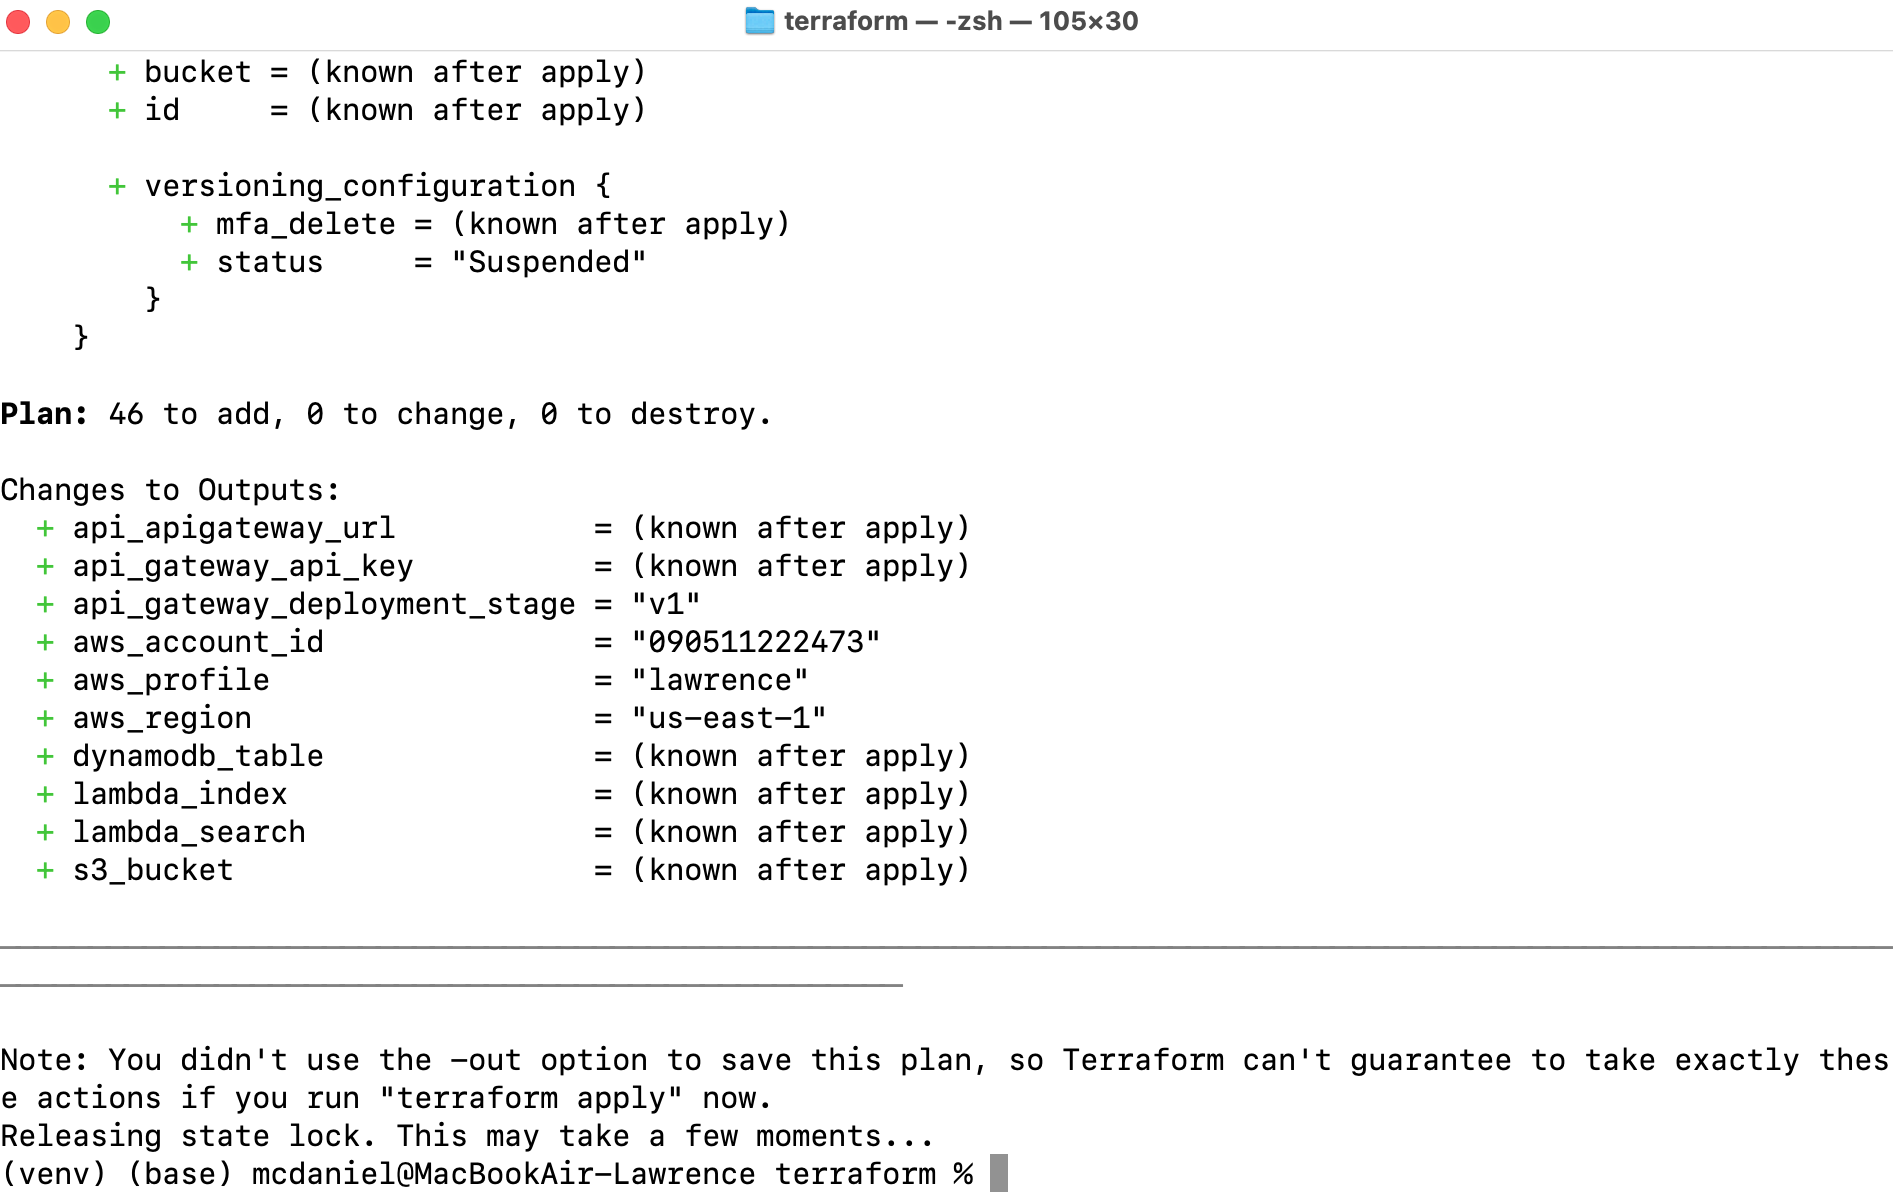 terraform — -zsh — 105×30
      + bucket = (known after apply)
      + id     = (known after apply)

      + versioning_configuration {
          + mfa_delete = (known after apply)
          + status     = "Suspended"
        }
    }

Plan: 46 to add, 0 to change, 0 to destroy.

Changes to Outputs:
  + api_apigateway_url           = (known after apply)
  + api_gateway_api_key          = (known after apply)
  + api_gateway_deployment_stage = "v1"
  + aws_account_id               = "090511222473"
  + aws_profile                  = "lawrence"
  + aws_region                   = "us-east-1"
  + dynamodb_table               = (known after apply)
  + lambda_index                 = (known after apply)
  + lambda_search                = (known after apply)
  + s3_bucket                    = (known after apply)

Note: You didn't use the -out option to save this plan, so Terraform can't guarantee to take exactly thes
e actions if you run "terraform apply" now.
Releasing state lock. This may take a few moments...
(venv) (base) mcdaniel@MacBookAir-Lawrence terraform %